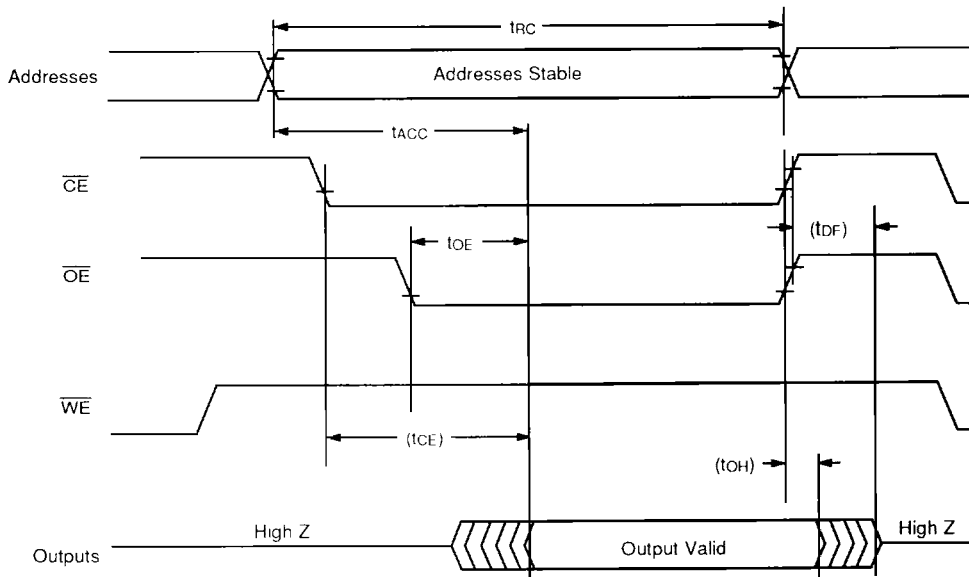 tRC
Addresses
Addresses Stable
tACC
CE
(tDF)
tOE
OE
WE
(tCE)
(tOH)
High Z
High Z
Outputs
Output Valid